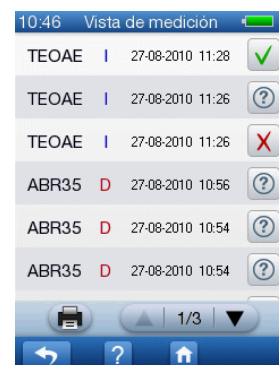 10:46 Vista de medición
TEOAE I 27-08-2010 11:28
TEOAE I 27-08-2010 11:26 ?
TEOAE I 27-08-2010 11:26 X
ABR35 D 27-08-2010 10:56 ?
ABR35 D 27-08-2010 10:54 ?
ABR35 D 27-08-2010 10:54 ?
1/3
?